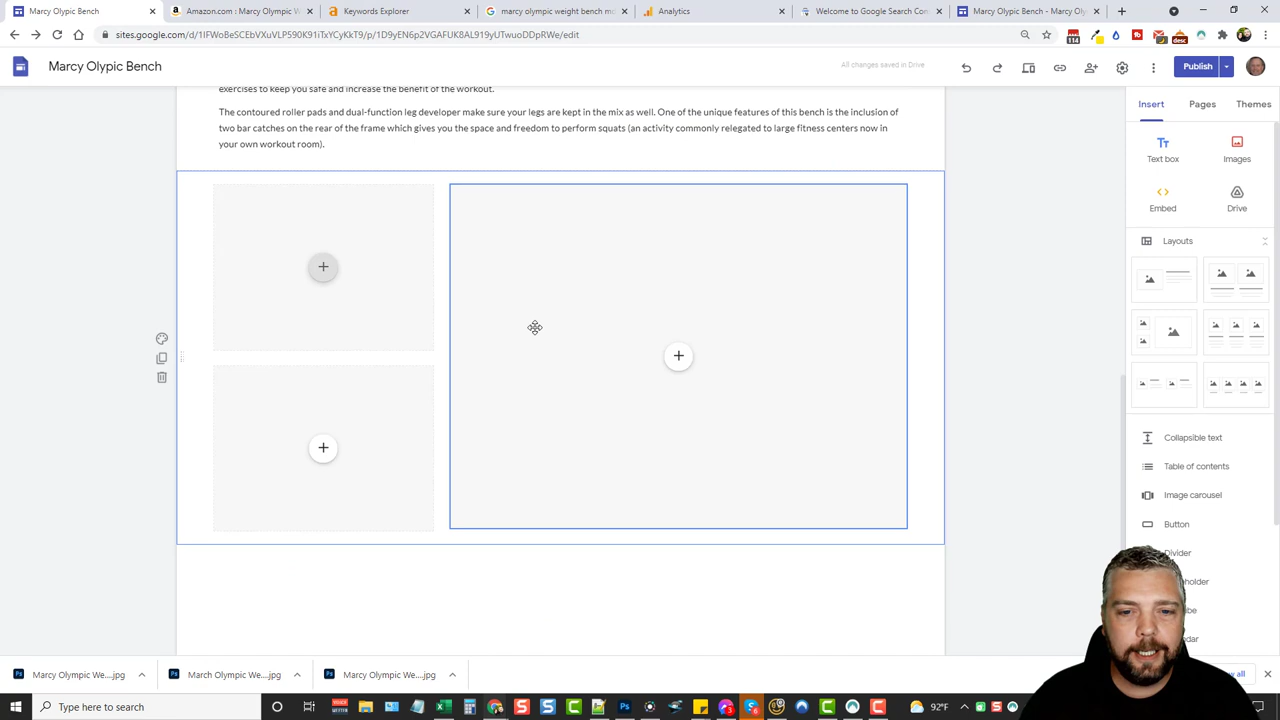 Marcy Olypic Bench
Amazon.com : Marcy Olympic W
Keywords Explorer
marcy olympic weight bench mo
Analytics
Welcome to Google Search Con
Marcy Olypic Bench - M
sites.google.com/d/1IFWoBeSCEbVXuVLP590K91iTxYCyKkT9/p/1D9yEN6p2VGAFUK81K919yUTwuoDDpRWe/edit
114
desc
Marcy Olypic Bench
All changes saved in Drive
Publish
exercises to keep you safe and increase the benefit of the workout.
The contoured roller pads and dual-function leg developer make sure your legs are kept in the mix as well. One of the unique features of this bench is the inclusion of
two bar catches on the rear of the frame which gives you the space and freedom to perform squats (an activity commonly relegated to large fitness centers now in
your own workout room).
Insert
Pages
Themes
Text box
Images
Embed
Drive
Layouts
Collapsible text
Table of contents
Image carousel
Button
Divider
Marcy Olympic We....jpg
March Olympic We....jpg
Marcy Olympic We....jpg
Type here to search
92°F